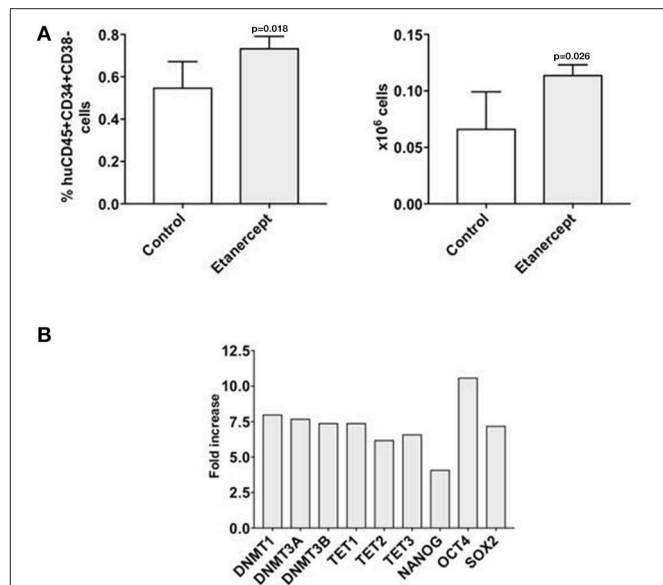 A
% huCD45+CD34+CD38-
cells
0.8
0.6
0.4
0.2
0.0
p=0.018
Control
Etanercept
x10⁶ cells
0.15
0.10
0.05
0.00
p=0.026
Control
Etanercept
B
Fold increase
12.5
10.0
7.5
5.0
2.5
0.0
DNMT1
DNMT3A
DNMT3B
TET1
TET2
TET3
NANOG
OCT4
SOX2